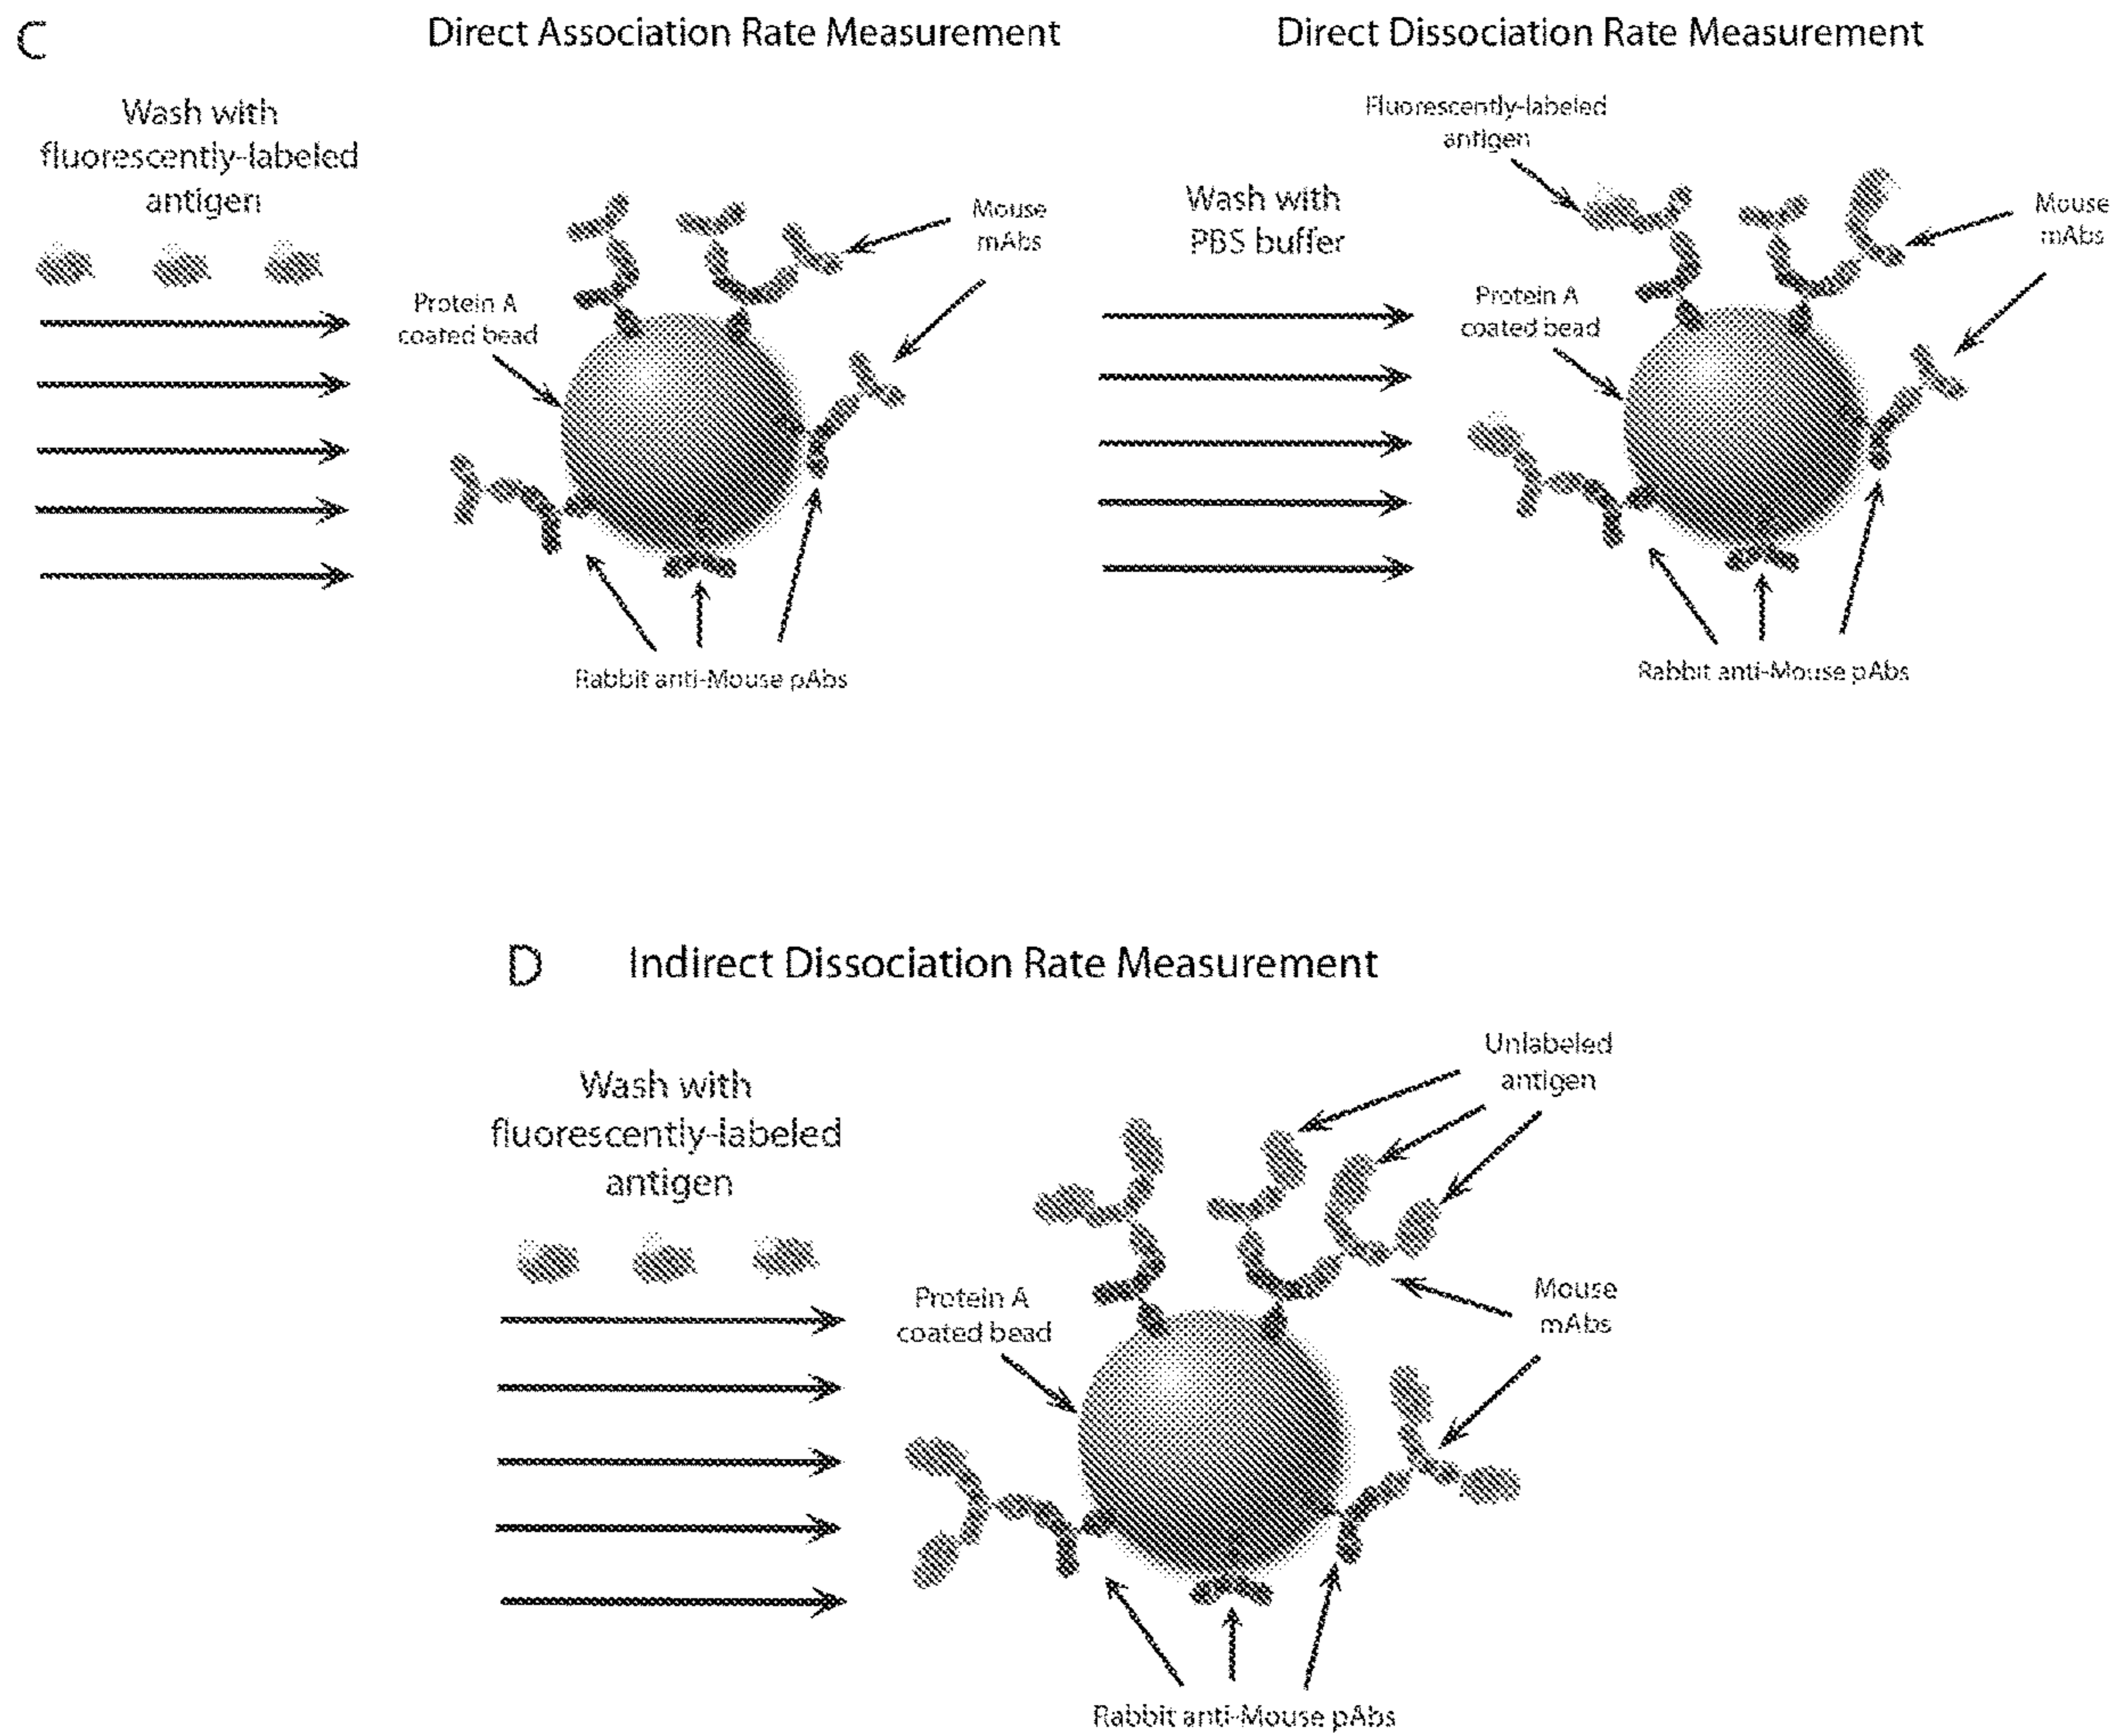 C
Direct Association Rate Measurement
Wash with
fluorescently-labeled
antigen
Protein A
coated bead
Mouse
mAbs
Rabbit anti-Mouse pAbs
Direct Dissociation Rate Measurement
Fluorescently-labeled
antigen
Wash with
PBS buffer
Protein A
coated bead
Mouse
mAbs
Rabbit anti-Mouse pAbs
D
Indirect Dissociation Rate Measurement
Wash with
fluorescently-labeled
antigen
Unlabeled
antigen
Protein A
coated bead
Mouse
mAbs
Rabbit anti-Mouse pAbs